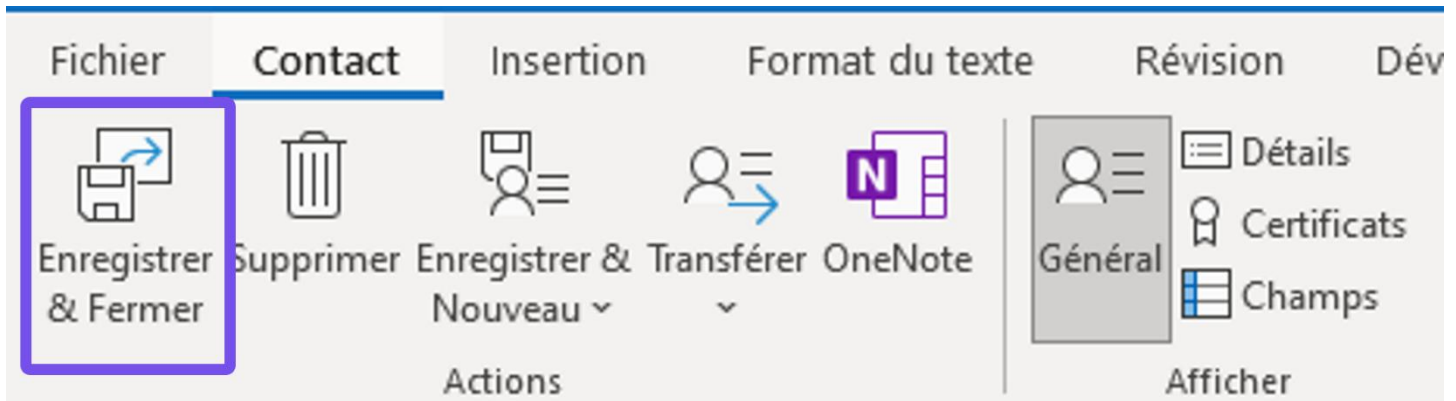 Fichier Contact Insertion Format du texte Révision Dév
Enregistrer
& Fermer
Supprimer
Enregistrer &
Nouveau
Transférer
N
OneNote
Actions
Général
Détails
Certificats
Champs
Afficher